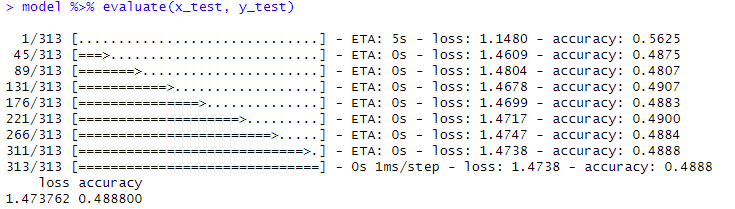 > model %>% evaluate(x_test, y_test)
1/313 [..............................] - ETA: 5s - loss: 1.1480 - accuracy: 0.5625
45/313 [===>..........................] - ETA: 0s - loss: 1.4609 - accuracy: 0.4875
89/313 [=======>......................] - ETA: 0s - loss: 1.4804 - accuracy: 0.4807
131/313 [===========>..................] - ETA: 0s - loss: 1.4678 - accuracy: 0.4907
176/313 [===============>..............] - ETA: 0s - loss: 1.4699 - accuracy: 0.4883
221/313 [====================>.........] - ETA: 0s - loss: 1.4717 - accuracy: 0.4900
266/313 [========================>.....] - ETA: 0s - loss: 1.4747 - accuracy: 0.4884
311/313 [============================>.] - ETA: 0s - loss: 1.4738 - accuracy: 0.4888
313/313 [==============================] - 0s 1ms/step - loss: 1.4738 - accuracy: 0.4888
loss accuracy
1.473762 0.488800